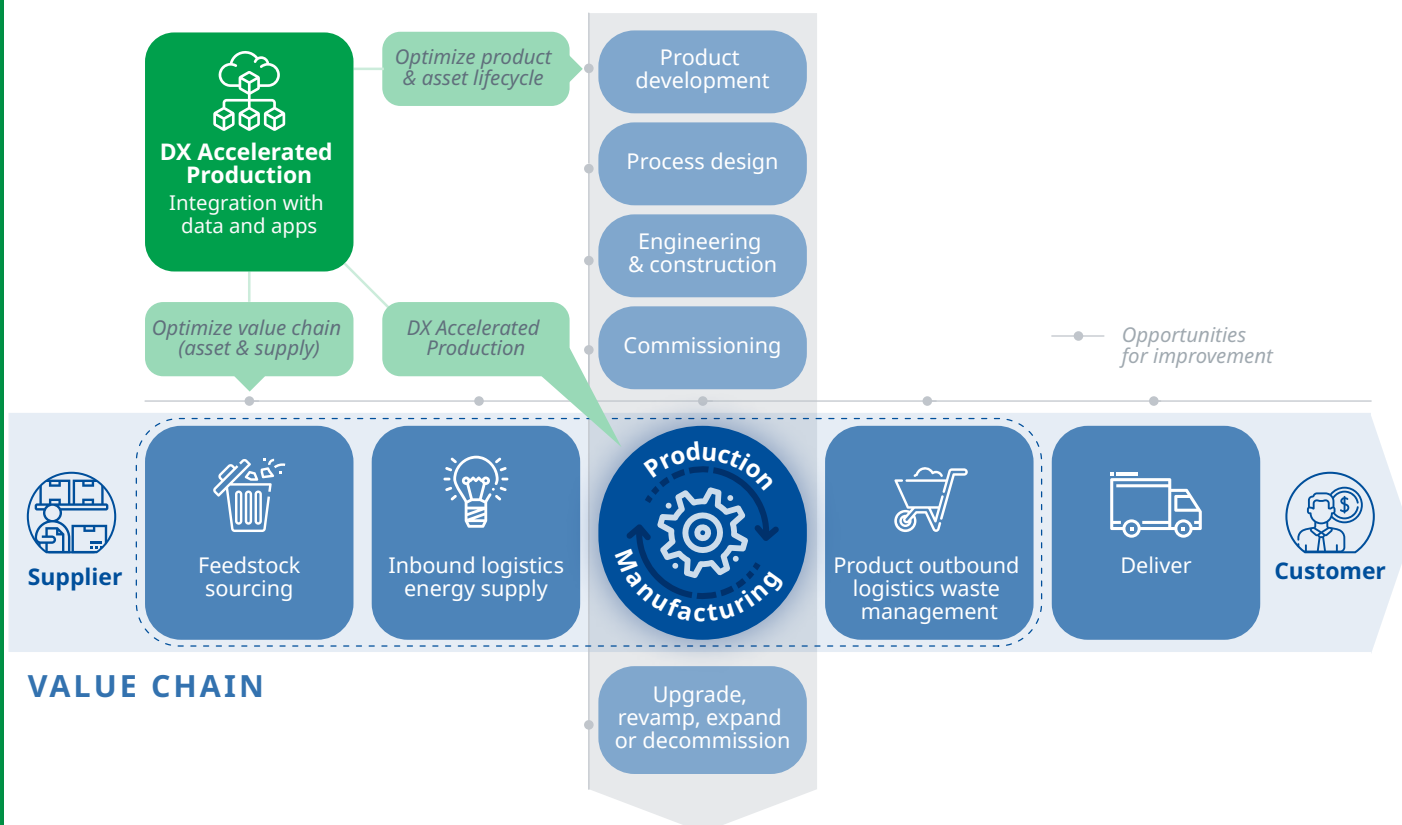 Optimize product
& asset lifecycle
Product
development
DX Accelerated
Production
Integration with
data and apps
Process design
Engineering
& construction
Optimize value chain
(asset & supply)
DX Accelerated
Production
Commissioning
Opportunities
for improvement
Supplier
Feedstock
sourcing
Inbound logistics
energy supply
Production
Manufacturing
$
Product outbound
logistics waste
management
Deliver
Customer
VALUE CHAIN
Upgrade,
revamp, expand
or decommission